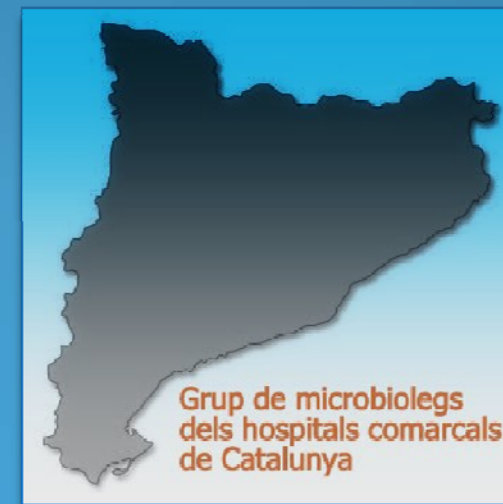 Grup de microbiolegs
dels hospitals comarcals
de Catalunya